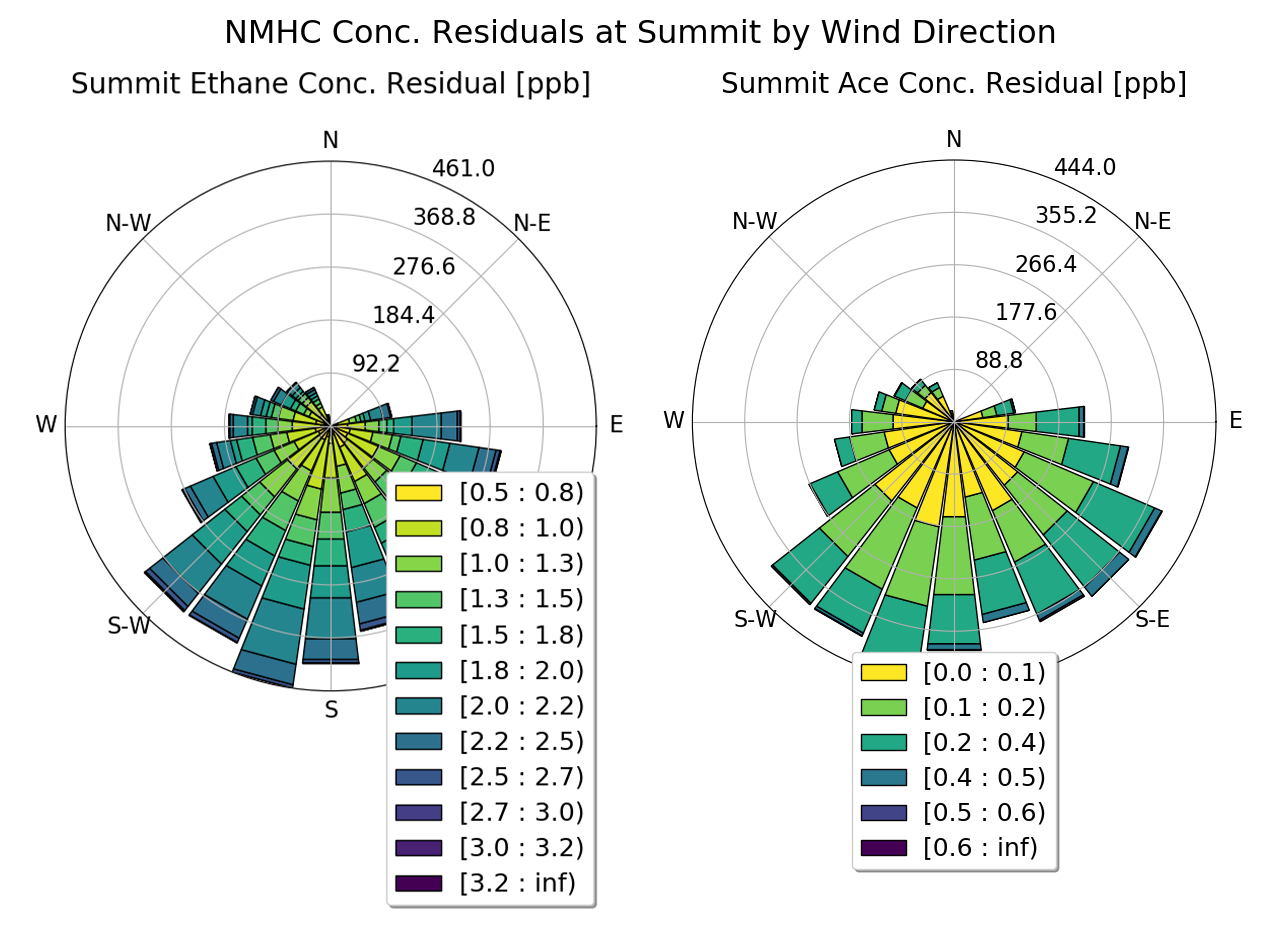 NMHC Conc. Residuals at Summit by Wind Direction
Summit Ethane Conc. Residual [ppb]
N
461.0
N-W
368.8
N-E
276.6
184.4
92.2
W
E
S-W
S
[0.5 : 0.8)
[0.8 : 1.0)
[1.0 : 1.3)
[1.3 : 1.5)
[1.5 : 1.8)
[1.8 : 2.0)
[2.0 : 2.2)
[2.2 : 2.5)
[2.5 : 2.7)
[2.7 : 3.0)
[3.0 : 3.2)
[3.2 : inf)
Summit Ace Conc. Residual [ppb]
N
444.0
N-W
355.2
N-E
266.4
177.6
88.8
W
E
S-W
S-E
[0.0 : 0.1)
[0.1 : 0.2)
[0.2 : 0.4)
[0.4 : 0.5)
[0.5 : 0.6)
[0.6 : inf)